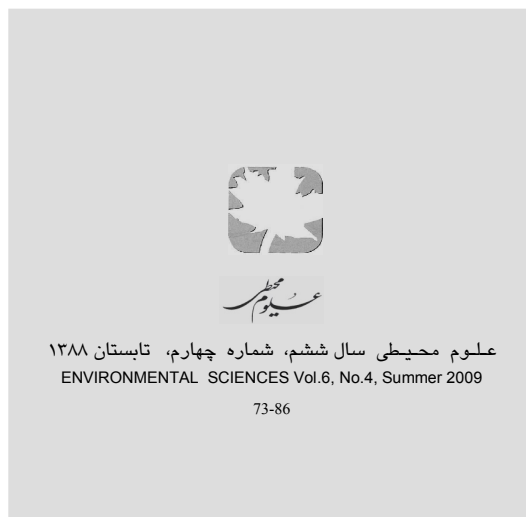 علوم محیطی
علـوم محـیـطی سال ششم، شماره چهارم، تابستان ۱۳۸۸
ENVIRONMENTAL SCIENCES Vol.6, No.4, Summer 2009
73-86